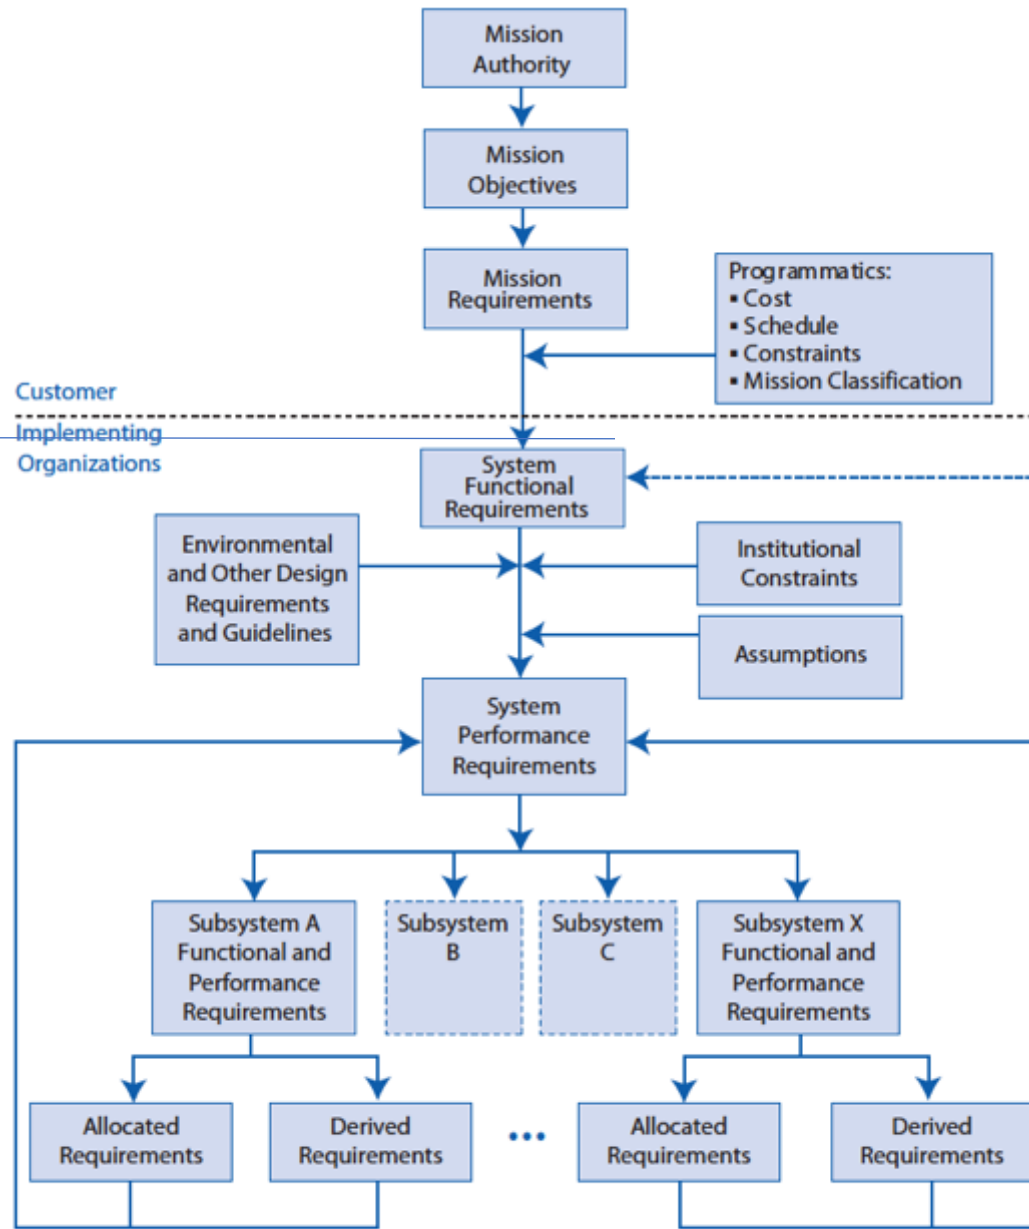 Mission
Authority
Mission
Objectives
Mission
Requirements
Programmatics:
▪ Cost
▪ Schedule
▪ Constraints
▪ Mission Classification
Customer
Implementing
Organizations
System
Functional
Requirements
Environmental
and Other Design
Requirements
and Guidelines
Institutional
Constraints
Assumptions
System
Performance
Requirements
Subsystem A
Functional and
Performance
Requirements
Subsystem
B
Subsystem
C
Subsystem X
Functional and
Performance
Requirements
Allocated
Requirements
Derived
Requirements
•••
Allocated
Requirements
Derived
Requirements